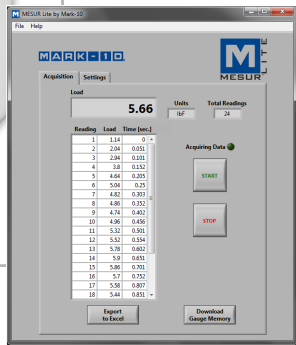 MESUR Lite by Mark-10
File Help
MARK-10
M
LITE
MESUR
Acquisition Settings
Load
5.66
Units
lbF
Total Readings
24
Reading Load Time [sec.]
1 1.14 0
2 2.04 0.051
3 2.94 0.101
4 3.8 0.152
5 4.64 0.205
6 5.04 0.25
7 4.82 0.303
8 4.86 0.352
9 4.74 0.402
10 4.96 0.456
11 5.32 0.501
12 5.52 0.554
13 5.78 0.602
14 5.9 0.651
15 5.86 0.701
16 5.7 0.752
17 5.58 0.807
18 5.44 0.851
Acquiring Data
START
STOP
Export
to Excel
Download
Gauge Memory